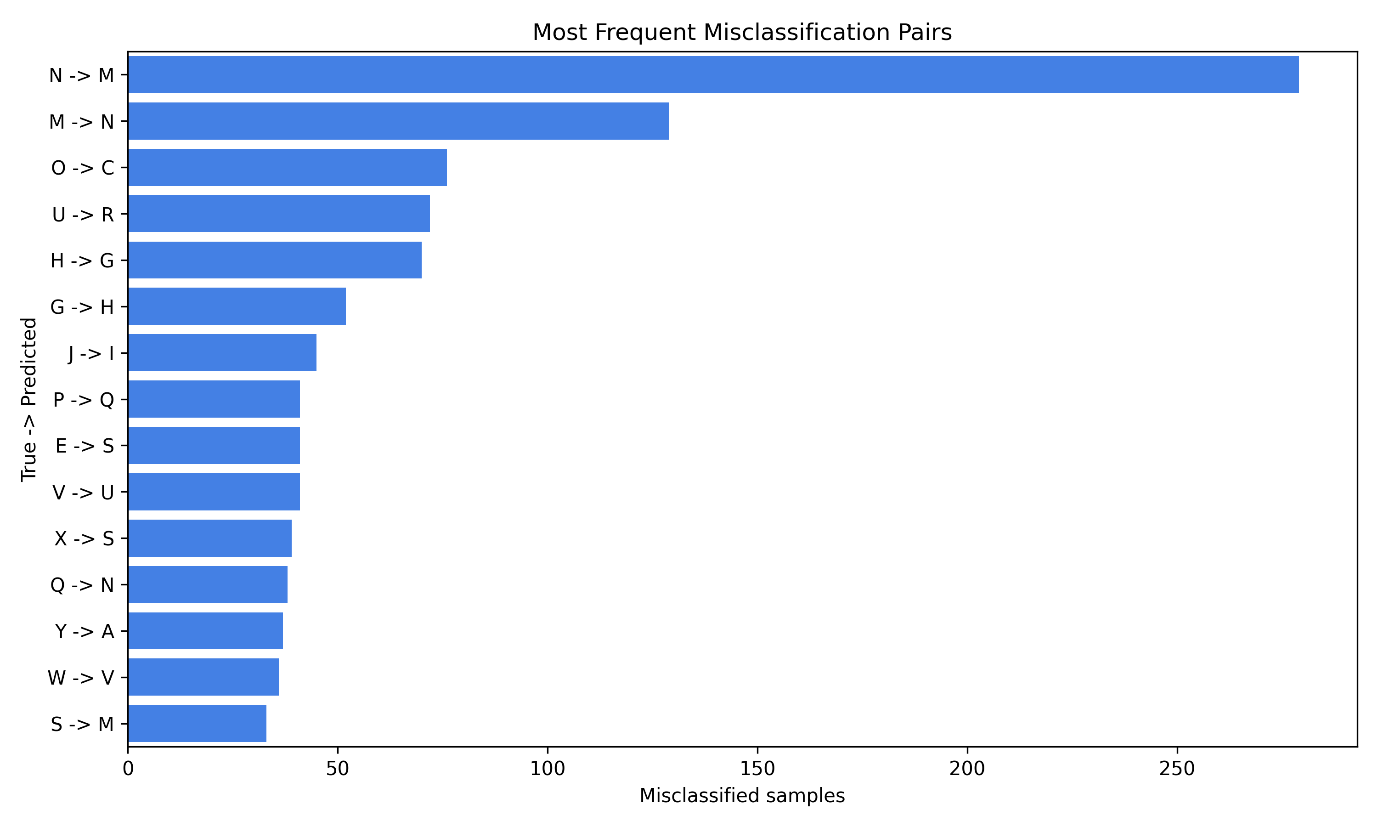 Most Frequent Misclassification Pairs
True -> Predicted
N -> M
M -> N
O -> C
U -> R
H -> G
G -> H
J -> I
P -> Q
E -> S
V -> U
X -> S
Q -> N
Y -> A
W -> V
S -> M
0 50 100 150 200 250
Misclassified samples